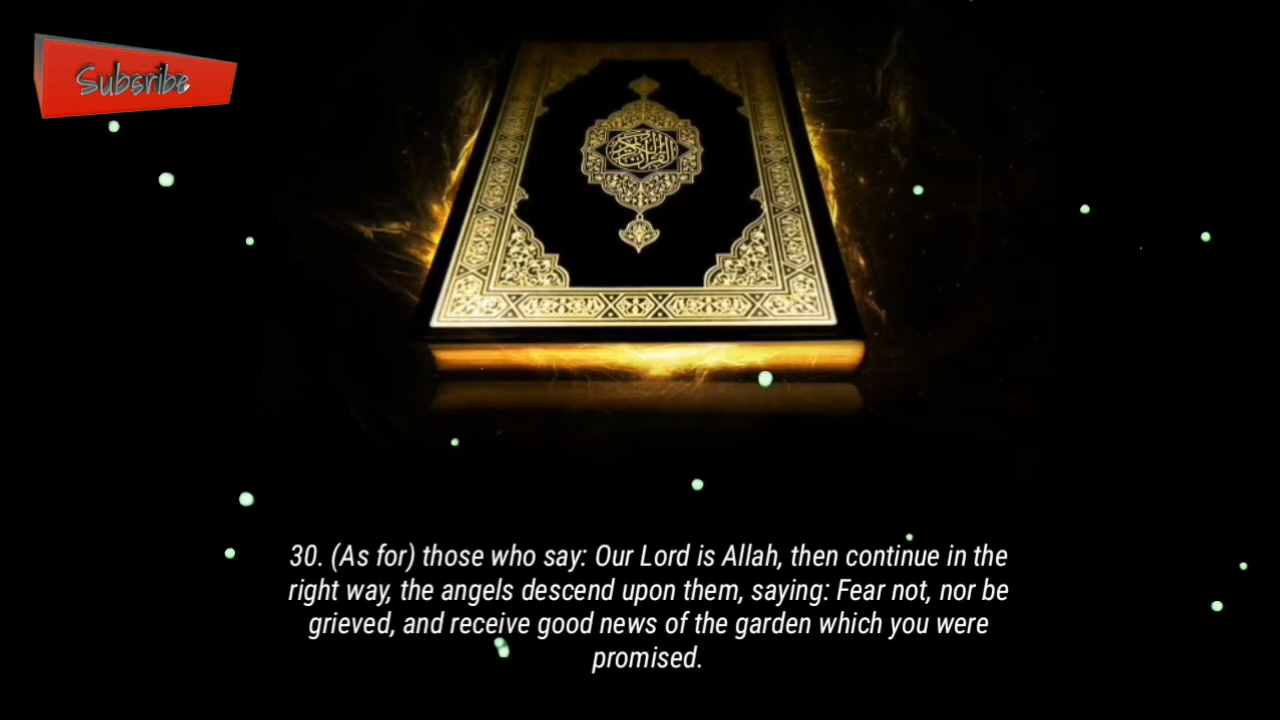 Subsribe
القرآن الكريم
30. (As for) those who say: Our Lord is Allah, then continue in the
right way, the angels descend upon them, saying: Fear not, nor be
grieved, and receive good news of the garden which you were
promised.